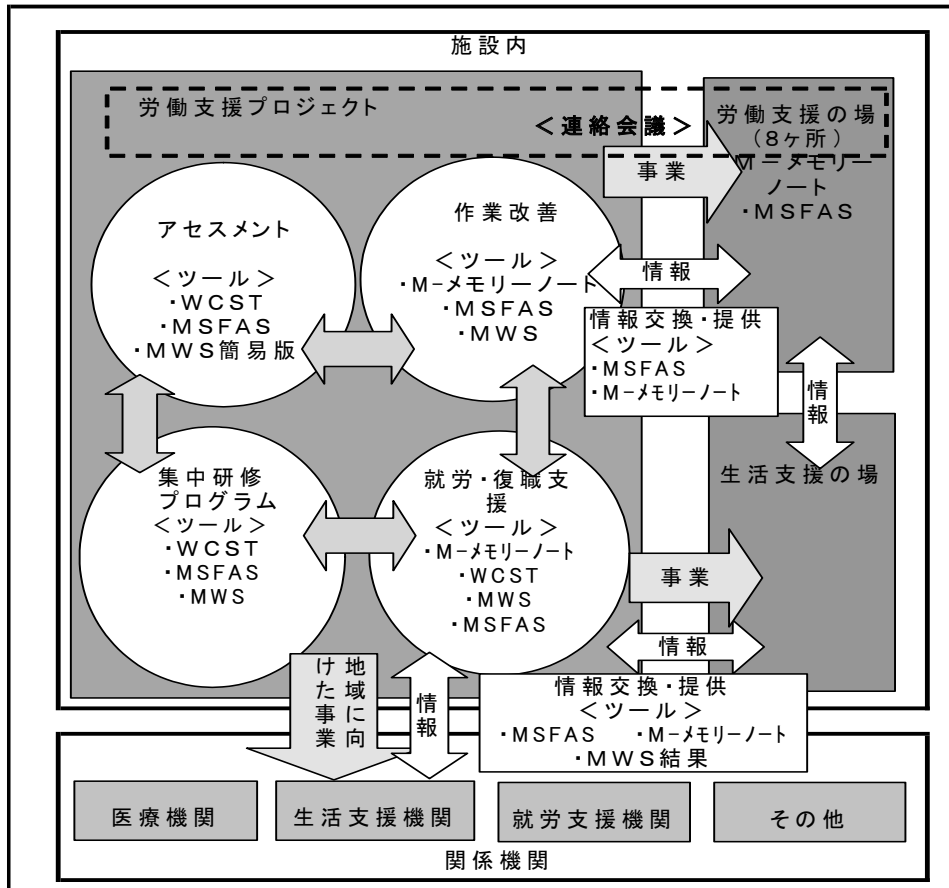 施設内
労働支援プロジェクト
＜連絡会議＞
労働支援の場
（8ヶ所）
M－メモリー
ノート
・MSFAS
事業
アセスメント
＜ツール＞
・WCST
・MSFAS
・MWS簡易版
作業改善
＜ツール＞
・M-メモリーノート
・MSFAS
・MWS
情報
情報交換・提供
＜ツール＞
・MSFAS
・M-メモリーノート
情報
集中研修
プログラム
＜ツール＞
・WCST
・MSFAS
・MWS
就労・復職支
援
＜ツール＞
・M-メモリーノート
・WCST
・MWS
・MSFAS
生活支援の場
事業
情報
地域に向
けた事業
情報
情報交換・提供
＜ツール＞
・MSFAS　・M-メモリーノート
・MWS結果
医療機関
生活支援機関
就労支援機関
その他
関係機関